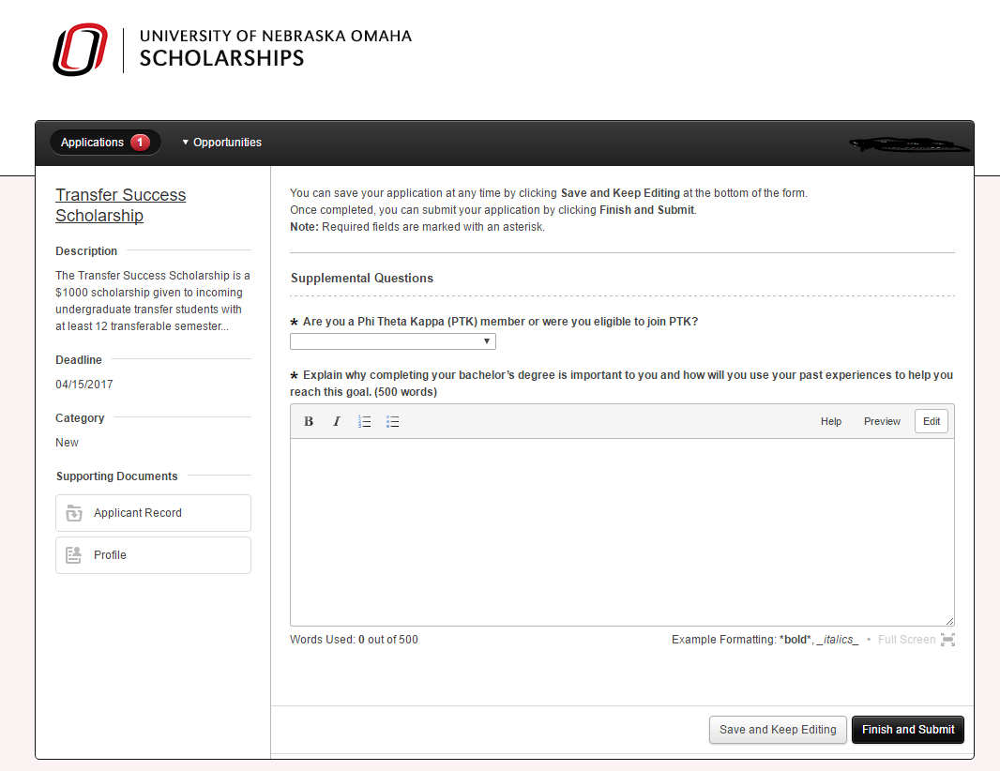 UNIVERSITY OF NEBRASKA OMAHA
SCHOLARSHIPS
Applications 1
▼ Opportunities
Transfer Success
Scholarship
Description
The Transfer Success Scholarship is a
$1000 scholarship given to incoming
undergraduate transfer students with
at least 12 transferable semester...
Deadline
04/15/2017
Category
New
Supporting Documents
Applicant Record
Profile
You can save your application at any time by clicking Save and Keep Editing at the bottom of the form.
Once completed, you can submit your application by clicking Finish and Submit.
Note: Required fields are marked with an asterisk.
Supplemental Questions
* Are you a Phi Theta Kappa (PTK) member or were you eligible to join PTK?
* Explain why completing your bachelor's degree is important to you and how will you use your past experiences to help you
reach this goal. (500 words)
B I Help Preview Edit
Words Used: 0 out of 500
Example Formatting: *bold*, _italics_ • Full Screen
Save and Keep Editing
Finish and Submit